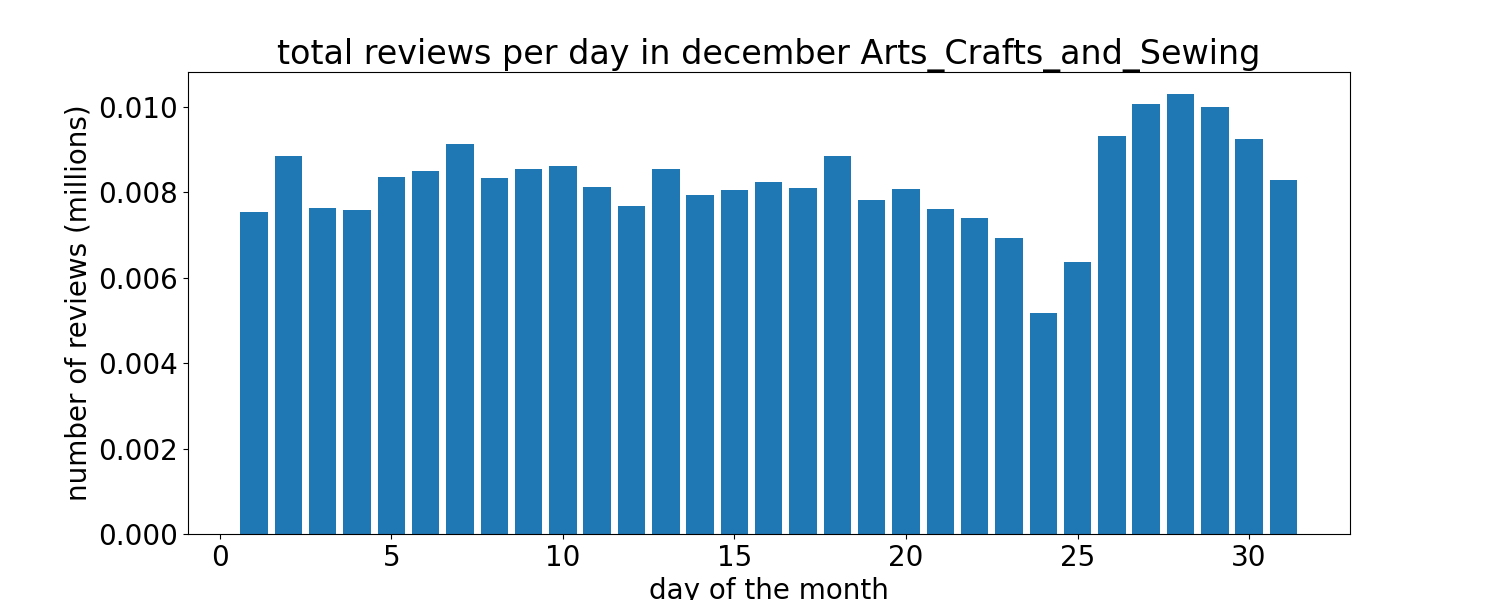 total reviews per day in december Arts_Crafts_and_Sewing
number of reviews (millions)
0.010
0.008
0.006
0.004
0.002
0.000
0 5 10 15 20 25 30
day of the month